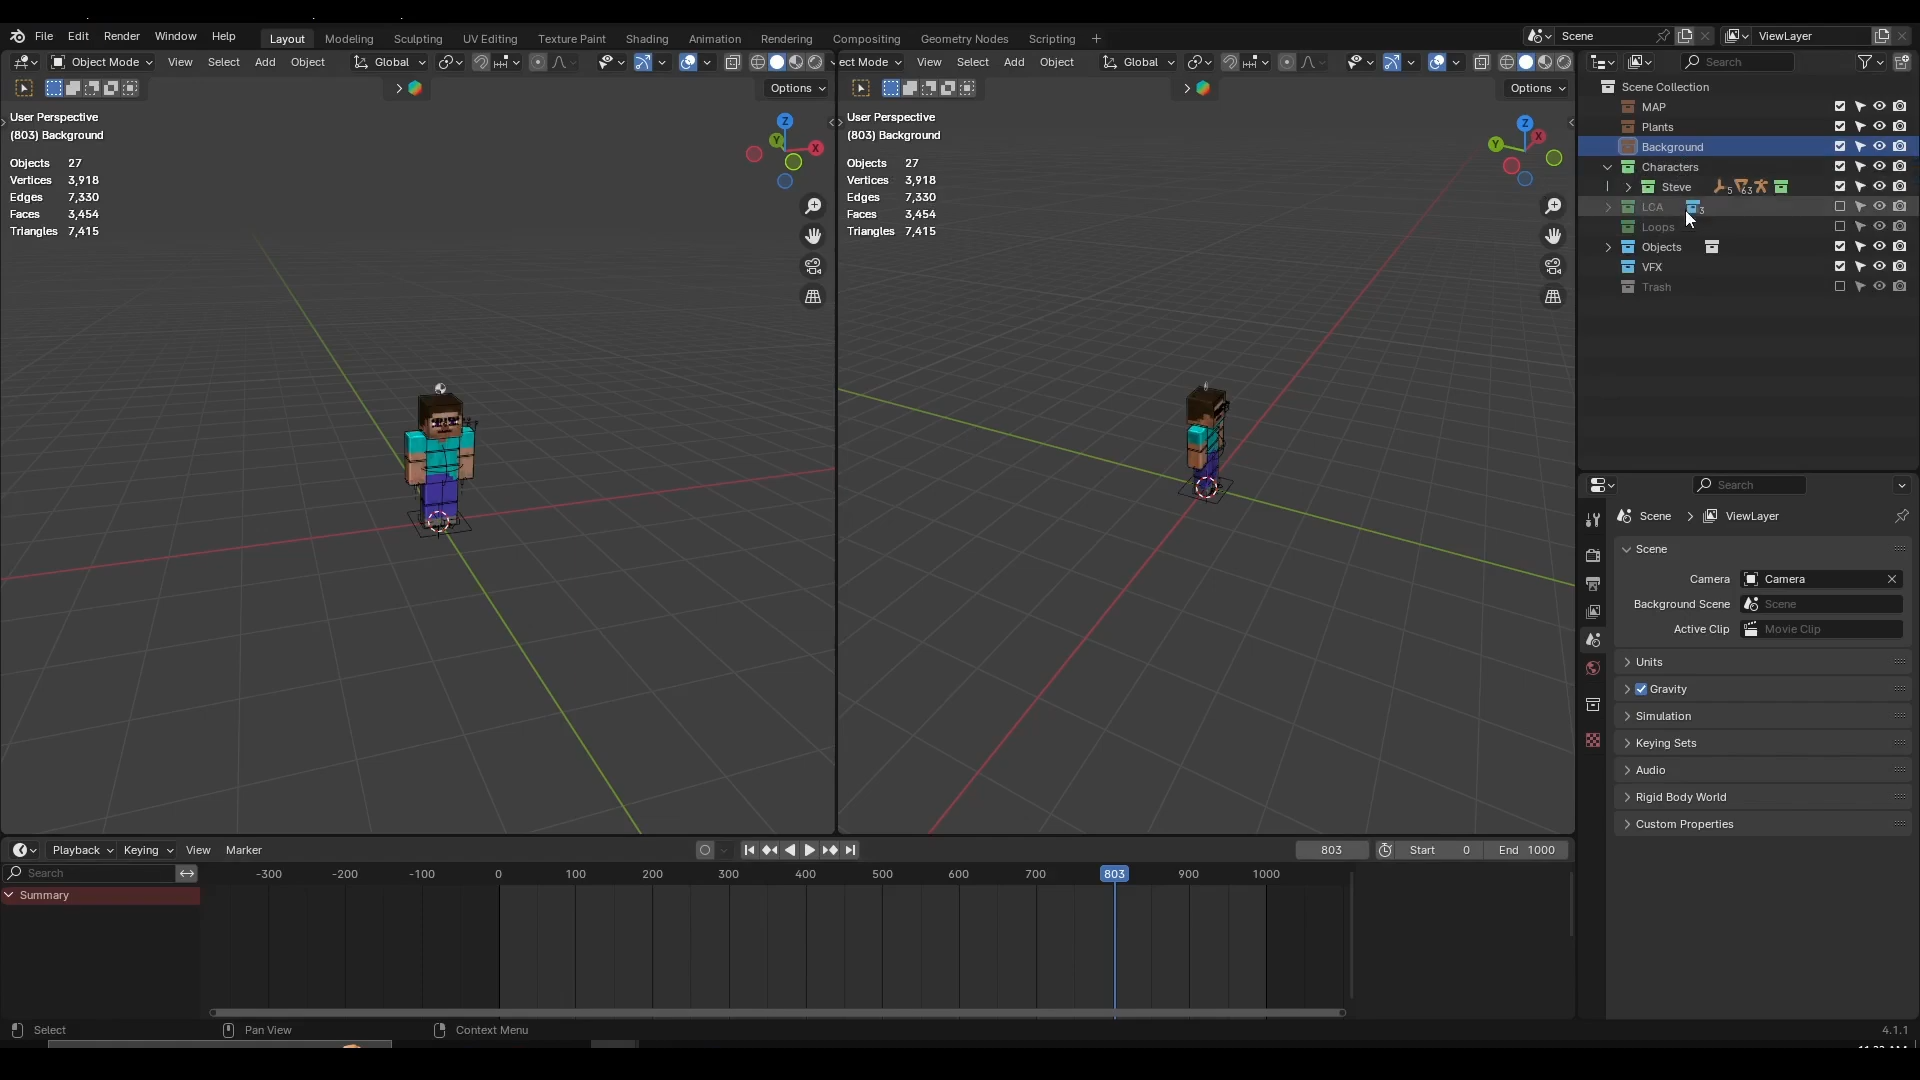 File Edit Render Window Help Layout Modeling Sculpting UV Editing Texture Paint Shading Animation Rendering Compositing Geometry Nodes Scripting + Scene ViewLayer
Object Mode View Select Add Object Global
ect Mode View Select Add Object Global
Search
Options
Options
User Perspective
(803) Background
Objects 27
Vertices 3,918
Edges 7,330
Faces 3,454
Triangles 7,415
Z
Y
X
User Perspective
(803) Background
Objects 27
Vertices 3,918
Edges 7,330
Faces 3,454
Triangles 7,415
Z
Y
X
Scene Collection
MAP
Plants
Background
Characters
Steve 5 63
LCA 3
Loops
Objects
VFX
Trash
Search
Scene ViewLayer
Scene
Camera Camera
Background Scene Scene
Active Clip Movie Clip
Units
Gravity
Simulation
Keying Sets
Audio
Rigid Body World
Custom Properties
Playback Keying View Marker 803 Start 0 End 1000
Search -300 -200 -100 0 100 200 300 400 500 600 700 803 900 1000
Summary
Select Pan View Context Menu 4.1.1